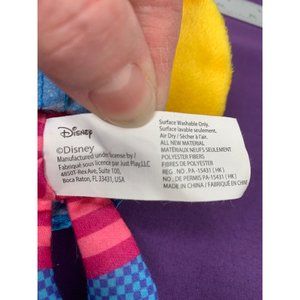 Disney
©Disney
Manufactured under license by /
Fabriqué sous licence par Just Play, LLC
4850T-Rex Ave, Suite 100,
Boca Raton, FL 33431, USA
Surface Washable Only.
Surface lavable seulement.
Air Dry / Sécher à l'air.
ALL NEW MATERIAL
MATÉRIAUX NEUFS SEULEMENT
POLYESTER FIBERS
FIBRES DE POLYESTER
REG. NO. PA-15431 ( HK )
NO. DE PERMIS PA-15431 ( HK )
MADE IN CHINA / FABRIQUÉ EN CHINE